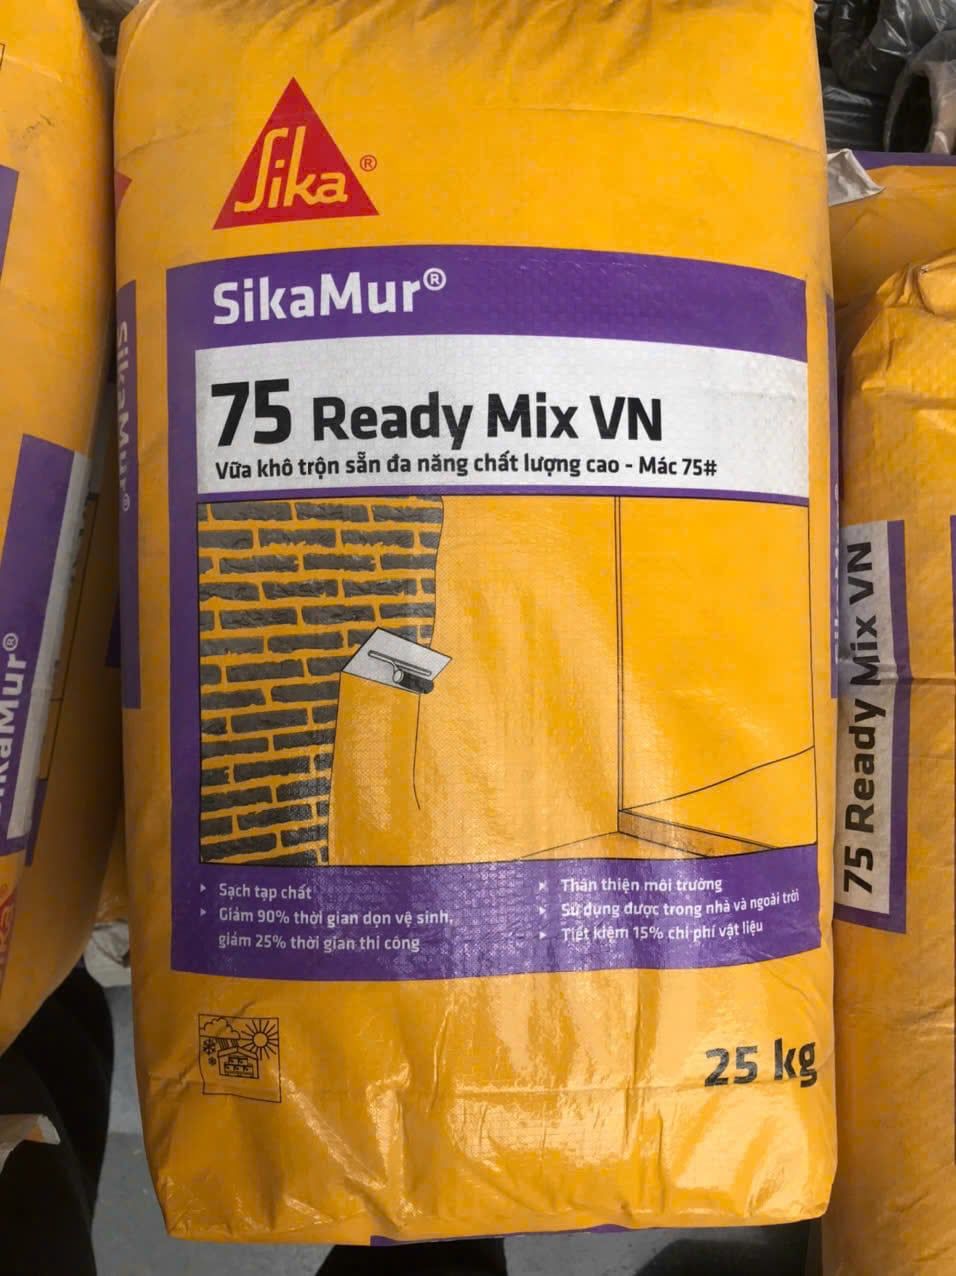 Sika®
SikaMur®
75 Ready Mix VN
Vữa khô trộn sẵn đa năng chất lượng cao - Mác 75#
Sạch tạp chất
Giảm 90% thời gian dọn vệ sinh,
giảm 25% thời gian thi công
Thân thiện môi trường
Sử dụng được trong nhà và ngoài trời
Tiết kiệm 15% chi phí vật liệu
25 kg
SikaMur®
75 Ready Mix VN